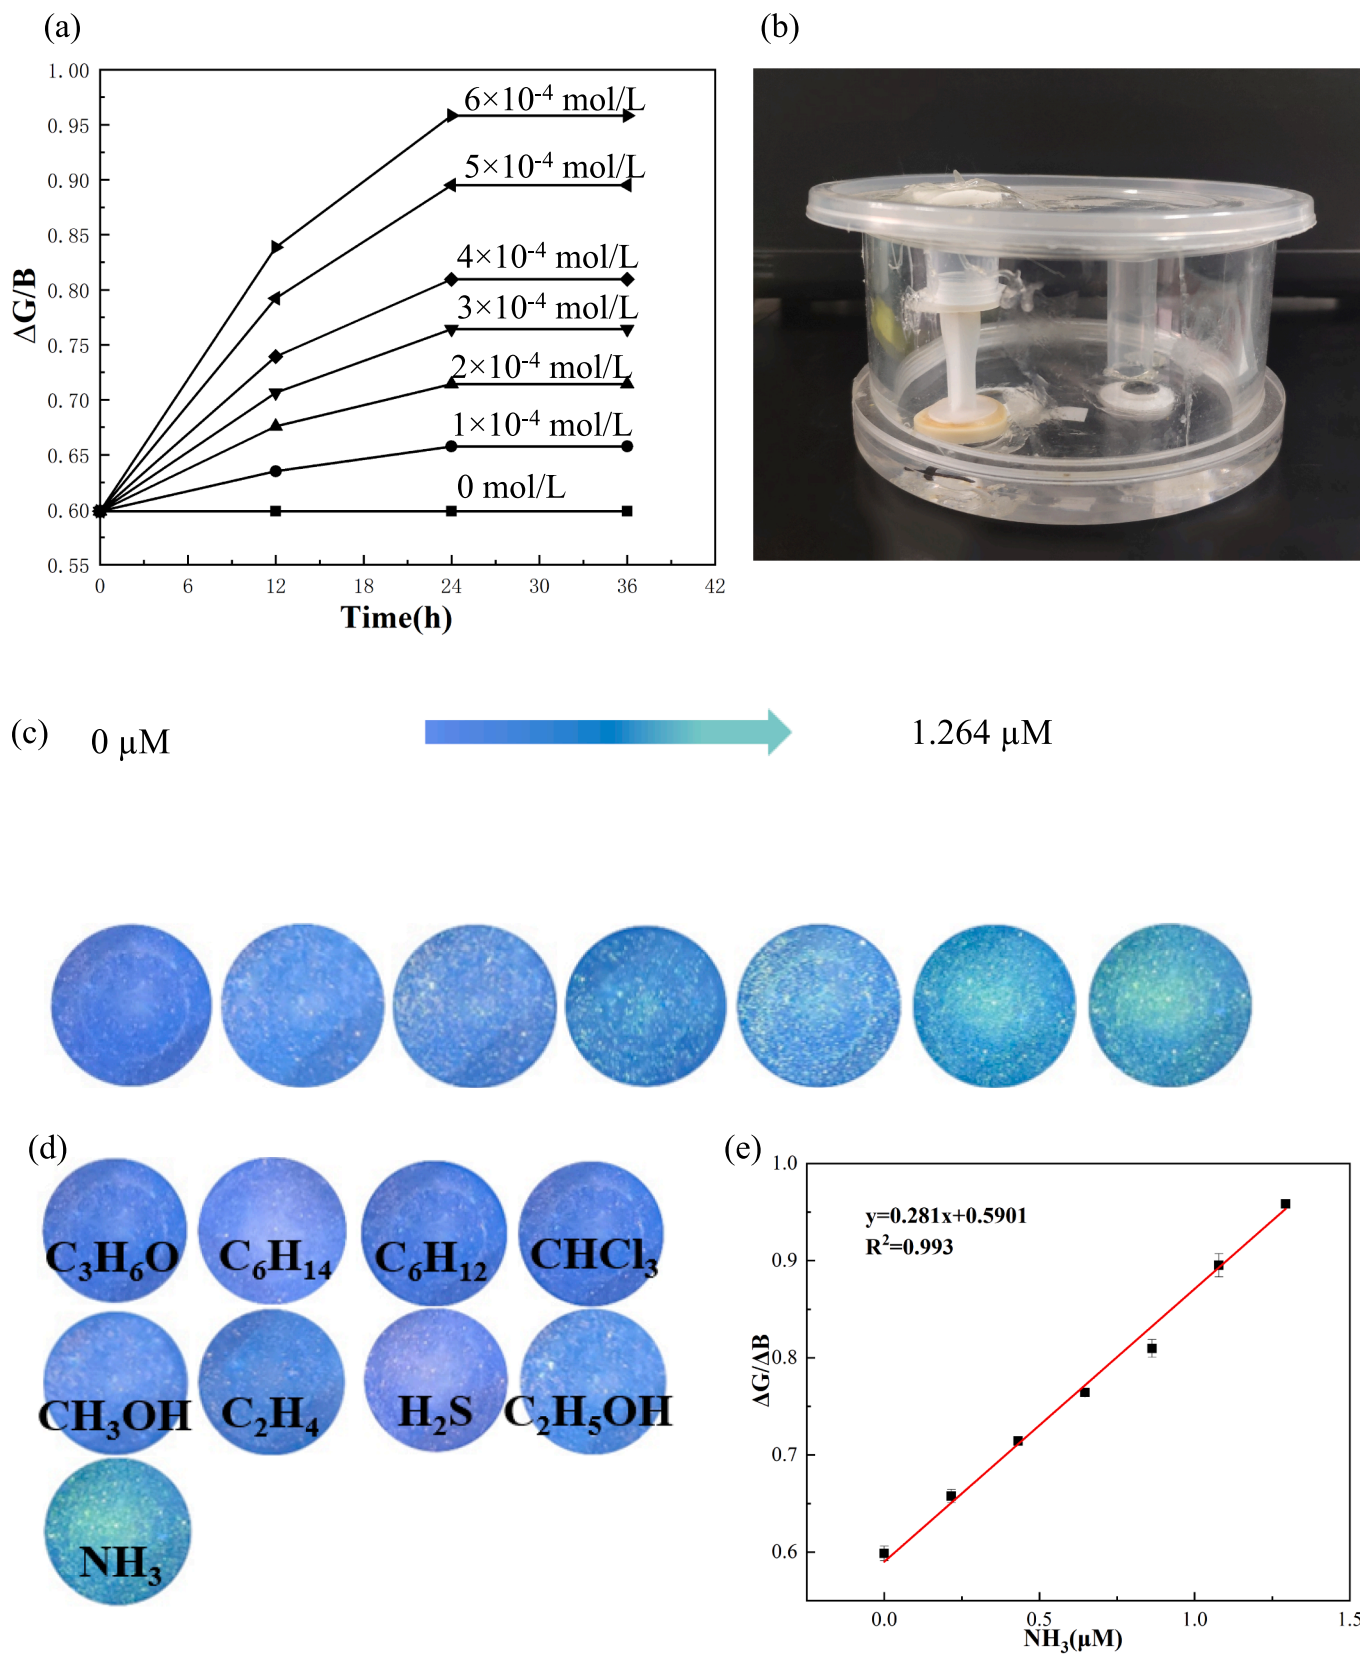 (a)
1.00
0.95
0.90
0.85
0.80
0.75
0.70
0.65
0.60
0.55
ΔG/B
6×10⁻⁴ mol/L
5×10⁻⁴ mol/L
4×10⁻⁴ mol/L
3×10⁻⁴ mol/L
2×10⁻⁴ mol/L
1×10⁻⁴ mol/L
0 mol/L
0 6 12 18 24 30 36 42
Time(h)
(b)
(c) 0 μM 1.264 μM
(d)
C₃H₆O C₆H₁₄ C₆H₁₂ CHCl₃
CH₃OH C₂H₄ H₂S C₂H₅OH
NH₃
(e)
1.0
0.9
0.8
0.7
0.6
ΔG/ΔB
y=0.281x+0.5901
R²=0.993
0.0 0.5 1.0 1.5
NH₃(μM)